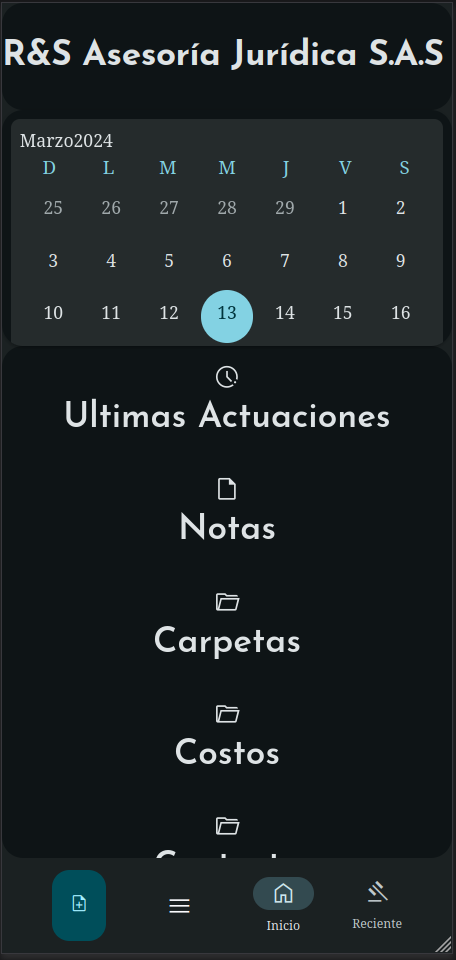 R&S Asesoría Jurídica S.A.S
Marzo2024
D L M M J V S
25 26 27 28 29 1 2
3 4 5 6 7 8 9
10 11 12 13 14 15 16
Ultimas Actuaciones
Notas
Carpetas
Costos
Inicio Reciente